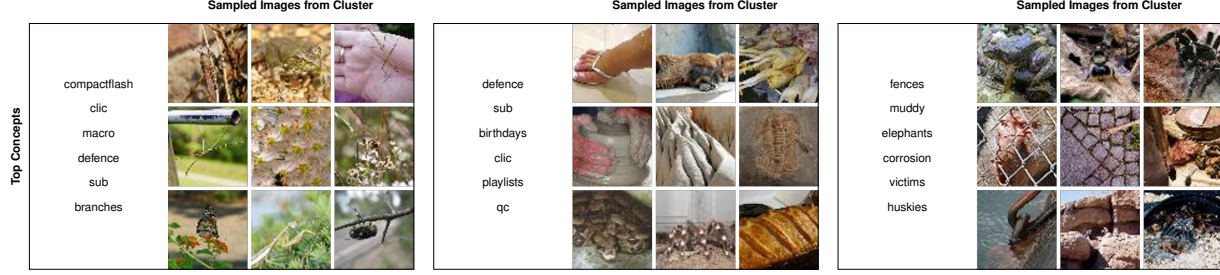 Sampled Images from Cluster
Sampled Images from Cluster
Sampled Images from Cluster
Top Concepts
compactflash
clic
macro
defence
sub
branches
defence
sub
birthdays
clic
playlists
qc
fences
muddy
elephants
corrosion
victims
huskies